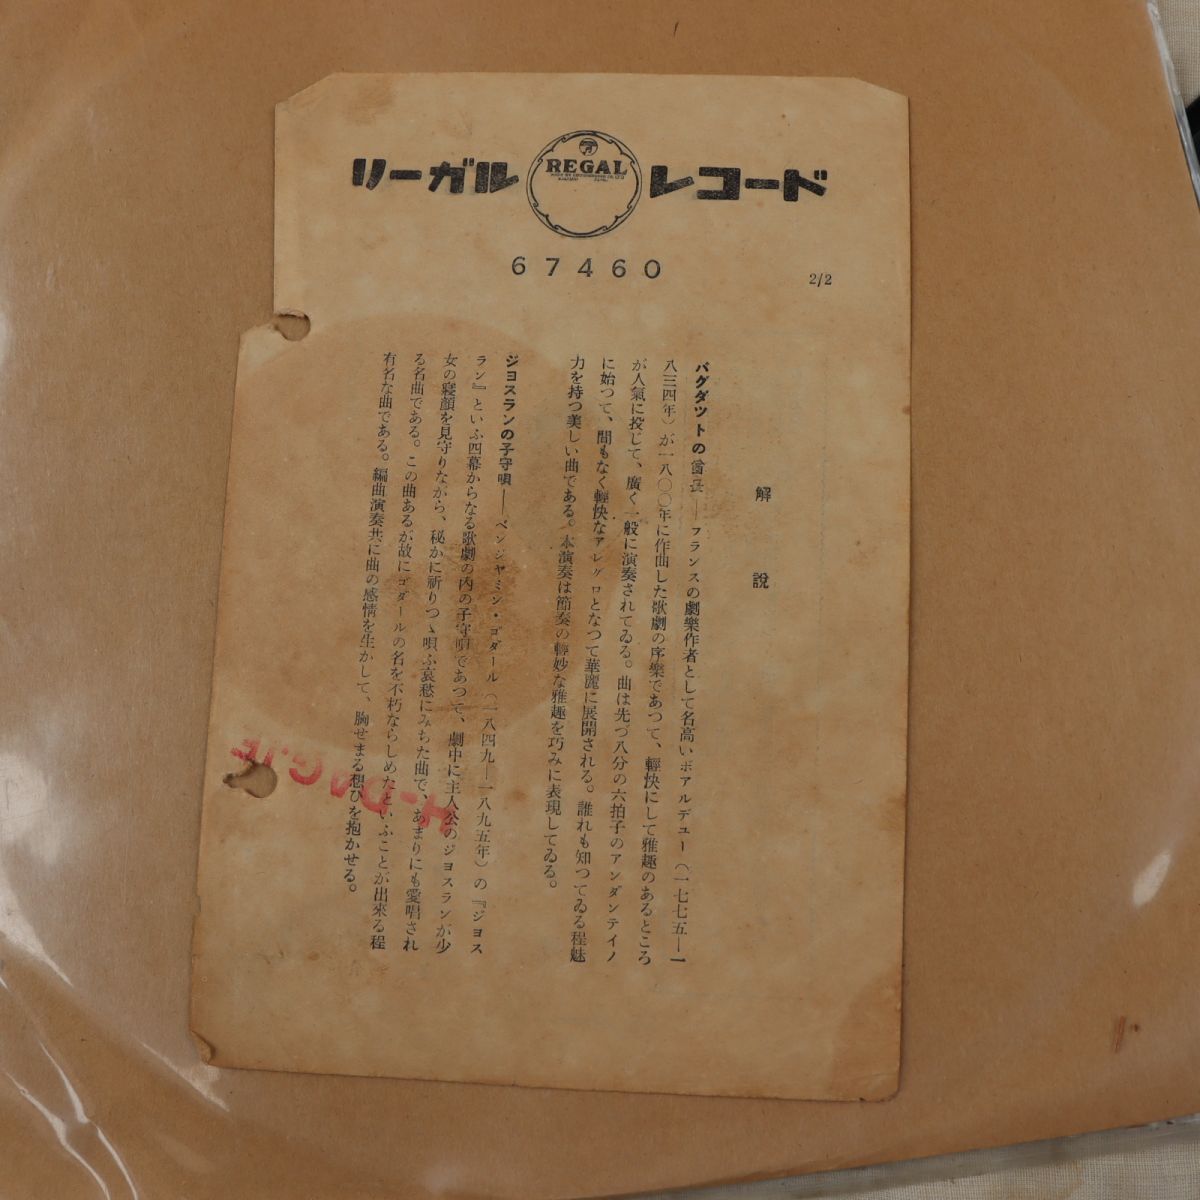 リーガル REGAL レコード
67460
2/2
解說
バグダツトの酋長——フランスの劇樂作者として名高いボアルデユー(一七七五—一
八三四年)が一八〇〇年に作曲した歌劇の序樂であつて、輕快にして雅趣のあるところ
が人氣に投じて、廣く一般に演奏されてゐる。曲は先づ八分の六拍子のアンダンテイノ
に始つて、間もなく輕快なアレグロとなつて華麗に展開される。誰れも知つてゐる程魅
力を持つ美しい曲である。本演奏は節奏の輕妙な雅趣を巧みに表現してゐる。
ジヨスランの子守唄——ベンジヤミン・ゴダール(一八四九—一八九五年)の『ジヨス
ラン』といふ四幕からなる歌劇の内の子守唄であつて、劇中に主人公のジヨスランが少
女の寢顔を見守りながら、秘かに祈りつゝ唄ふ哀愁にみちた曲で、あまりにも愛唱され
る名曲である。この曲あるが故にゴダールの名を不朽ならしめたといふことが出來る程
有名な曲である。編曲演奏共に曲の感情を生かして、胸せまる想ひを抱かせる。